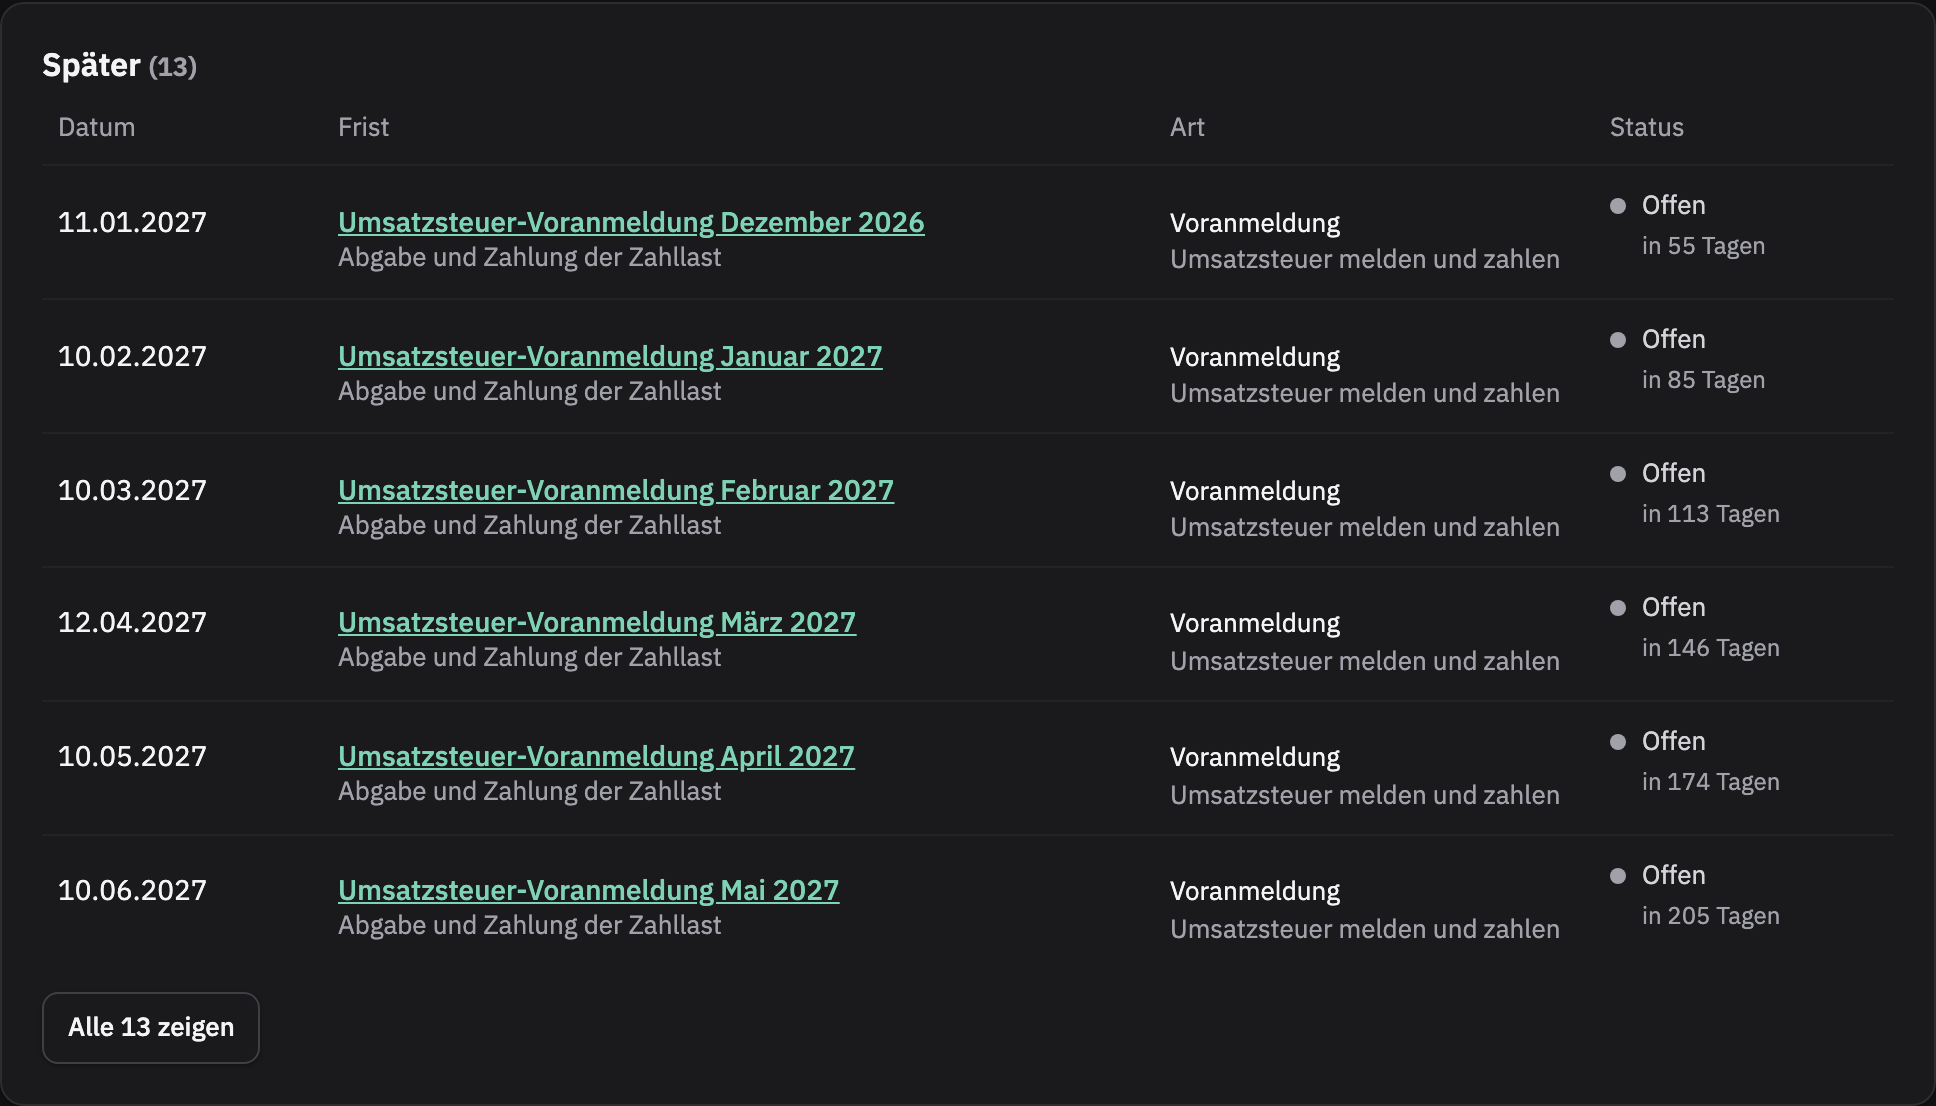 Später (13)
Datum Frist Art Status
11.01.2027 Umsatzsteuer-Voranmeldung Dezember 2026 Voranmeldung Offen
Abgabe und Zahlung der Zahllast Umsatzsteuer melden und zahlen in 55 Tagen
10.02.2027 Umsatzsteuer-Voranmeldung Januar 2027 Voranmeldung Offen
Abgabe und Zahlung der Zahllast Umsatzsteuer melden und zahlen in 85 Tagen
10.03.2027 Umsatzsteuer-Voranmeldung Februar 2027 Voranmeldung Offen
Abgabe und Zahlung der Zahllast Umsatzsteuer melden und zahlen in 113 Tagen
12.04.2027 Umsatzsteuer-Voranmeldung März 2027 Voranmeldung Offen
Abgabe und Zahlung der Zahllast Umsatzsteuer melden und zahlen in 146 Tagen
10.05.2027 Umsatzsteuer-Voranmeldung April 2027 Voranmeldung Offen
Abgabe und Zahlung der Zahllast Umsatzsteuer melden und zahlen in 174 Tagen
10.06.2027 Umsatzsteuer-Voranmeldung Mai 2027 Voranmeldung Offen
Abgabe und Zahlung der Zahllast Umsatzsteuer melden und zahlen in 205 Tagen
Alle 13 zeigen